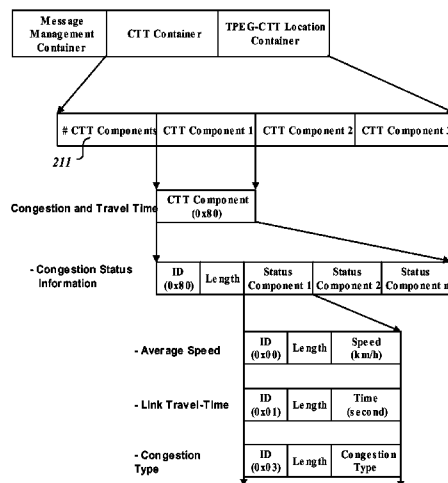 Message
Management
Container
CTT Container
TPEG-CTT Location
Container
# CTT Components
CTT Component 1
CTT Component 2
CTT Component 3
211
Congestion and Travel Time
CTT Component
(0x80)
- Congestion Status
Information
ID
(0x80)
Length
Status
Component 1
Status
Component 2
Status
Component n
- Average Speed
ID
(0x00)
Length
Speed
(km/h)
- Link Travel-Time
ID
(0x01)
Length
Time
(second)
- Congestion
Type
ID
(0x03)
Length
Congestion
Type